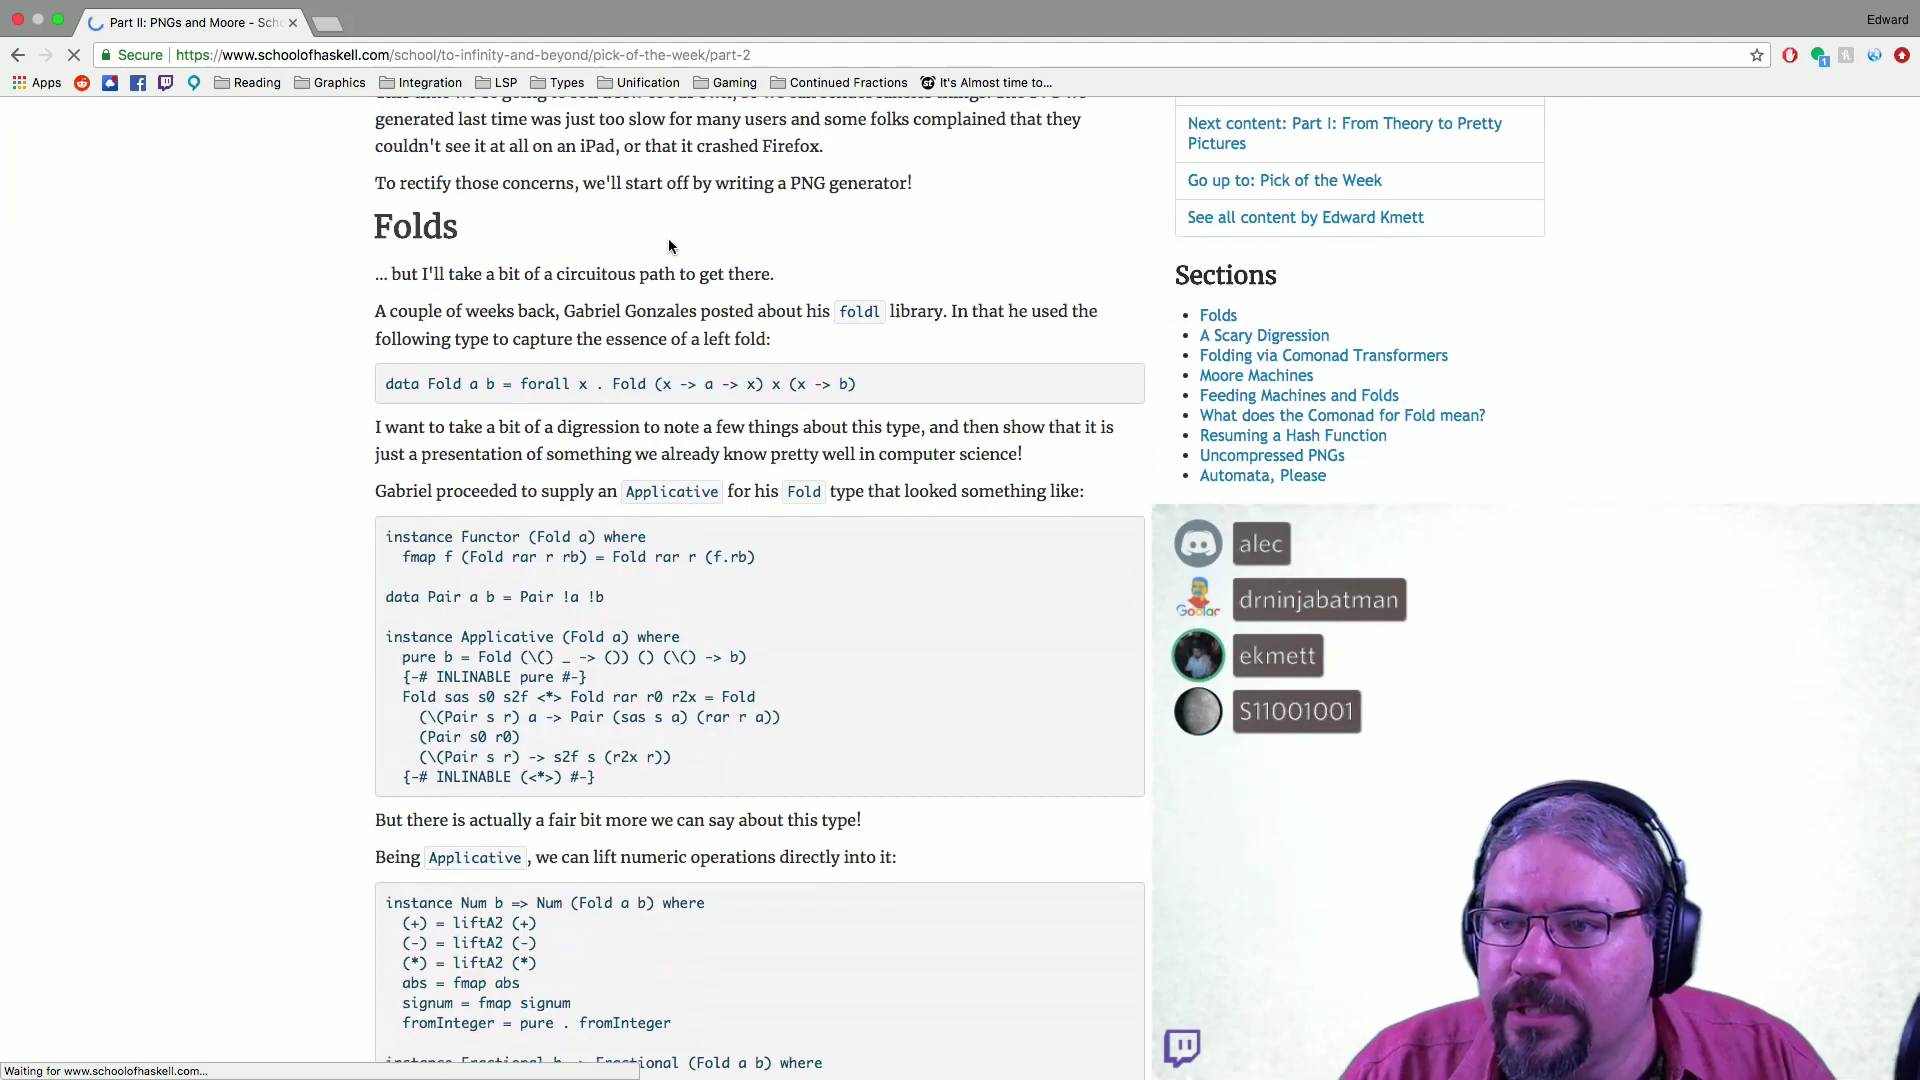 Part II: PNGs and Moore - Scho
Edward
Secure
https://www.schoolofhaskell.com/school/to-infinity-and-beyond/pick-of-the-week/part-2
1
Apps
Reading
Graphics
Integration
LSP
Types
Unification
Gaming
Continued Fractions
It's Almost time to...
generated last time was just too slow for many users and some folks complained that they
couldn't see it at all on an iPad, or that it crashed Firefox.
To rectify those concerns, we'll start off by writing a PNG generator!
Folds
... but I'll take a bit of a circuitous path to get there.
A couple of weeks back, Gabriel Gonzales posted about his foldl library. In that he used the
following type to capture the essence of a left fold:
data Fold a b = forall x . Fold (x -> a -> x) x (x -> b)
I want to take a bit of a digression to note a few things about this type, and then show that it is
just a presentation of something we already know pretty well in computer science!
Gabriel proceeded to supply an Applicative for his Fold type that looked something like:
instance Functor (Fold a) where
fmap f (Fold rar r rb) = Fold rar r (f.rb)
data Pair a b = Pair !a !b
instance Applicative (Fold a) where
pure b = Fold (\() _ -> ()) () (\() -> b)
{-# INLINABLE pure #-}
Fold sas s0 s2f <*> Fold rar r0 r2x = Fold
(\(Pair s r) a -> Pair (sas s a) (rar r a))
(Pair s0 r0)
(\(Pair s r) -> s2f s (r2x r))
{-# INLINABLE (<*>) #-}
But there is actually a fair bit more we can say about this type!
Being Applicative, we can lift numeric operations directly into it:
instance Num b => Num (Fold a b) where
(+) = liftA2 (+)
(-) = liftA2 (-)
(*) = liftA2 (*)
abs = fmap abs
signum = fmap signum
fromInteger = pure . fromInteger
instance Fractional b => Fractional (Fold a b) where
Waiting for www.schoolofhaskell.com...
Next content: Part I: From Theory to Pretty
Pictures
Go up to: Pick of the Week
See all content by Edward Kmett
Sections
Folds
A Scary Digression
Folding via Comonad Transformers
Moore Machines
Feeding Machines and Folds
What does the Comonad for Fold mean?
Resuming a Hash Function
Uncompressed PNGs
Automata, Please
alec
Goolar
drninjabatman
ekmett
S11001001